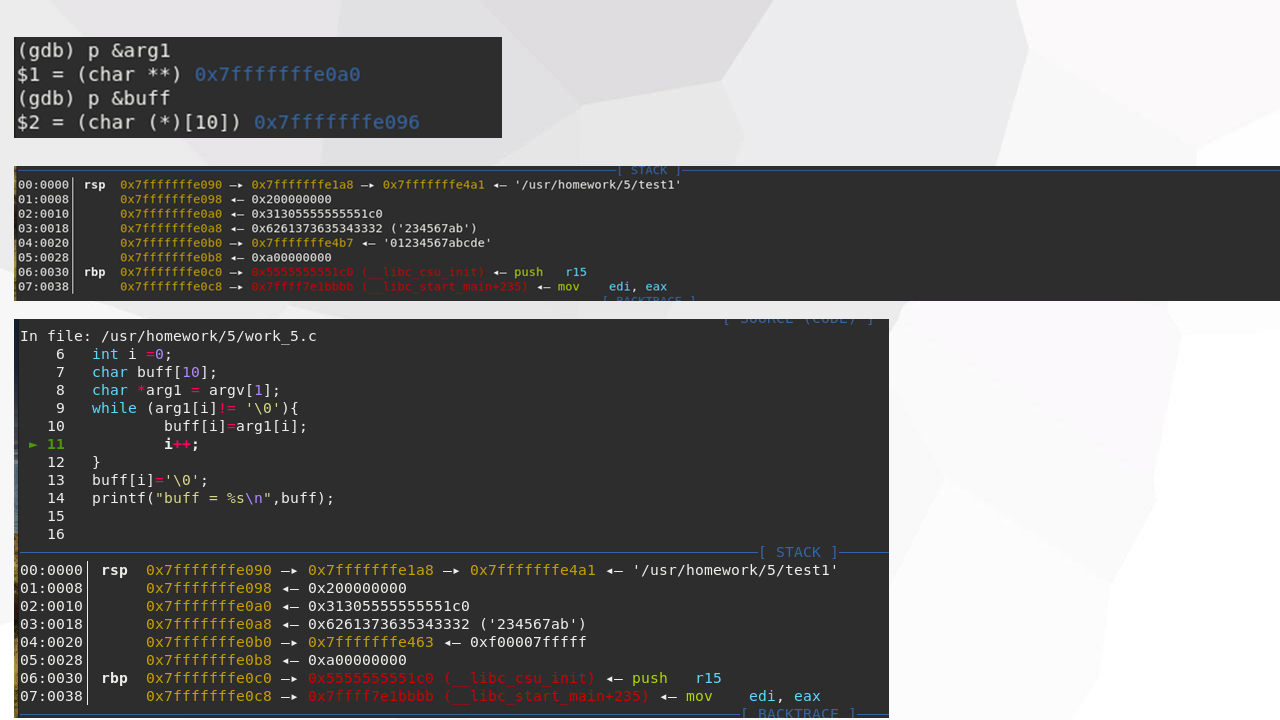 (gdb) p &arg1
$1 = (char **) 0x7fffffffe0a0
(gdb) p &buff
$2 = (char (*)[10]) 0x7fffffffe096
[ STACK ]
00:0000│ rsp 0x7fffffffe090 —▸ 0x7fffffffe1a8 —▸ 0x7fffffffe4a1 ◂— '/usr/homework/5/test1'
01:0008│ 0x7fffffffe098 ◂— 0x200000000
02:0010│ 0x7fffffffe0a0 ◂— 0x31305555555551c0
03:0018│ 0x7fffffffe0a8 ◂— 0x6261373635343332 ('234567ab')
04:0020│ 0x7fffffffe0b0 —▸ 0x7fffffffe4b7 ◂— '01234567abcde'
05:0028│ 0x7fffffffe0b8 ◂— 0xa00000000
06:0030│ rbp 0x7fffffffe0c0 —▸ 0x5555555551c0 (__libc_csu_init) ◂— push r15
07:0038│ 0x7fffffffe0c8 —▸ 0x7ffff7e1bbbb (__libc_start_main+235) ◂— mov edi, eax
[ BACKTRACE ]
[ SOURCE (CODE) ]
In file: /usr/homework/5/work_5.c
6 int i =0;
7 char buff[10];
8 char *arg1 = argv[1];
9 while (arg1[i]!= '\0'){
10 buff[i]=arg1[i];
► 11 i++;
12 }
13 buff[i]='\0';
14 printf("buff = %s\n",buff);
15
16
[ STACK ]
00:0000│ rsp 0x7fffffffe090 —▸ 0x7fffffffe1a8 —▸ 0x7fffffffe4a1 ◂— '/usr/homework/5/test1'
01:0008│ 0x7fffffffe098 ◂— 0x200000000
02:0010│ 0x7fffffffe0a0 ◂— 0x31305555555551c0
03:0018│ 0x7fffffffe0a8 ◂— 0x6261373635343332 ('234567ab')
04:0020│ 0x7fffffffe0b0 —▸ 0x7fffffffe463 ◂— 0xf00007fffff
05:0028│ 0x7fffffffe0b8 ◂— 0xa00000000
06:0030│ rbp 0x7fffffffe0c0 —▸ 0x5555555551c0 (__libc_csu_init) ◂— push r15
07:0038│ 0x7fffffffe0c8 —▸ 0x7ffff7e1bbbb (__libc_start_main+235) ◂— mov edi, eax
[ BACKTRACE ]